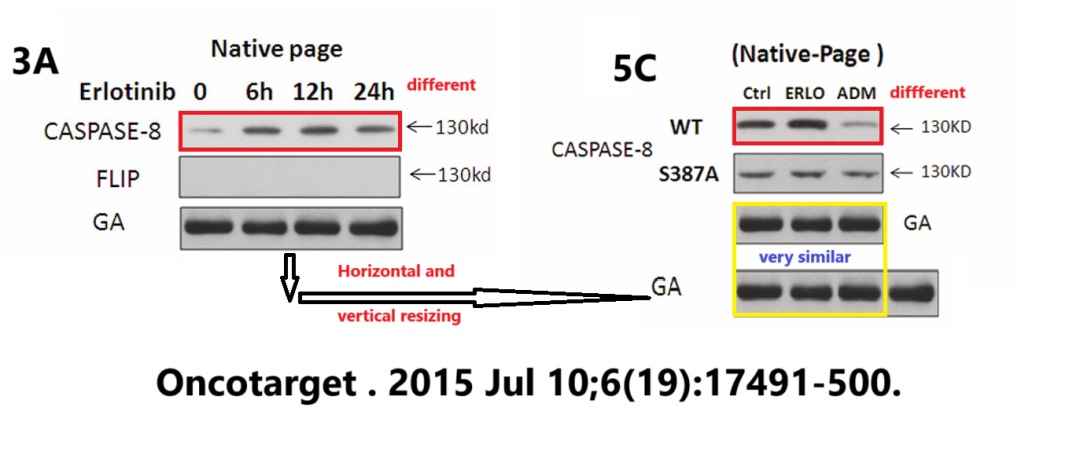 3A
Native page
Erlotinib 0 6h 12h 24h different
CASPASE-8 130kd
FLIP 130kd
GA
Horizontal and
vertical resizing
5C
(Native-Page )
Ctrl ERLO ADM diffferent
WT 130KD
CASPASE-8
S387A 130KD
GA
very similar
GA
Oncotarget . 2015 Jul 10;6(19):17491-500.